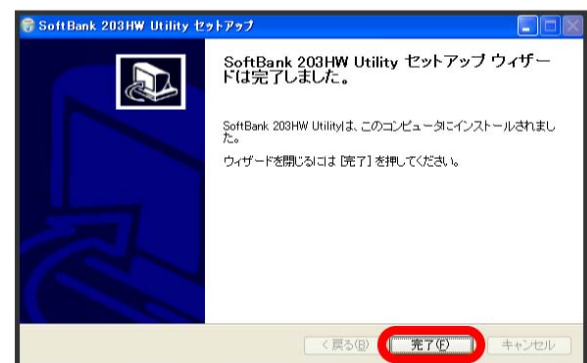 SoftBank 203HW Utility セットアップ
SoftBank 203HW Utility セットアップ ウィザー
ドは完了しました。
SoftBank 203HW Utilityは、このコンピュータにインストールされまし
た。
ウィザードを閉じるには [完了] を押してください。
< 戻る(B)
完了(F)
キャンセル